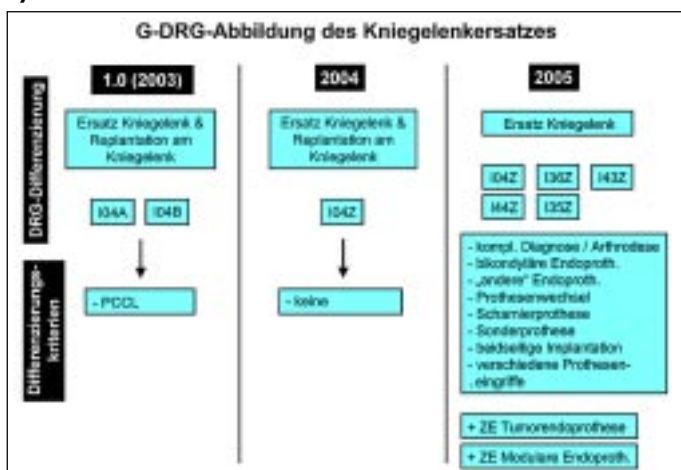 G-DRG-Abbildung des Kniegelenkersatzes
1.0 (2003)
2004
2005
DRG-Differenzierung
Ersatz Kniegelenk &
Replantation am
Kniegelenk
Ersatz Kniegelenk &
Replantation am
Kniegelenk
Ersatz Kniegelenk
I04A
I04B
I04Z
I04Z
I36Z
I43Z
I44Z
I35Z
Differenzierungs-
kriterien
- PCCL
- keine
- kompl. Diagnose / Arthrodese
- bikondyläre Endoproth.
- „andere" Endoproth.
- Prothesenwechsel
- Scharnierprothese
- Sonderprothese
- beidseitige Implantation
- verschiedene Prothesen-
eingriffe
+ ZE Tumorendoprothese
+ ZE Modulare Endoproth.